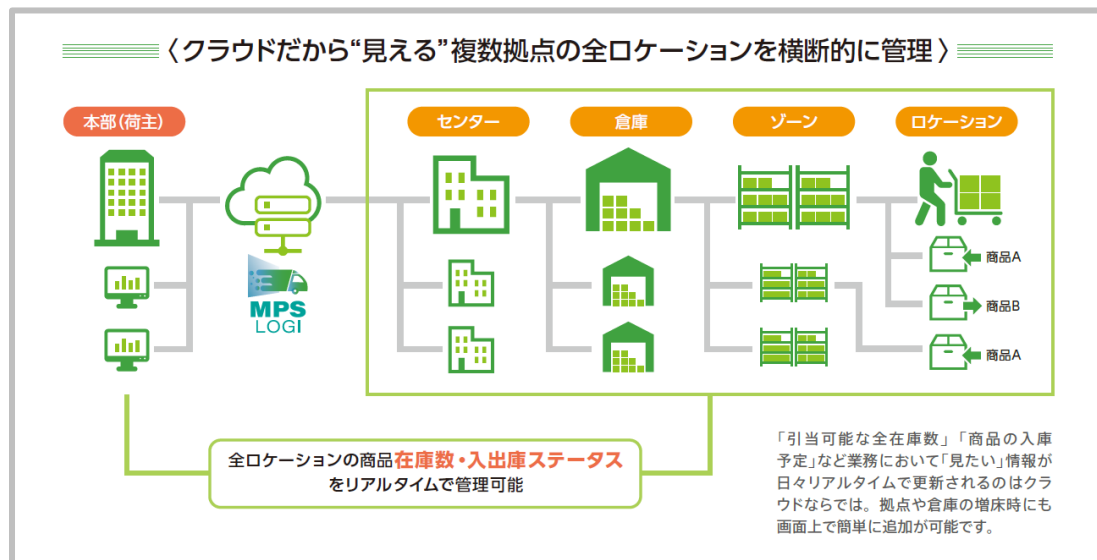 〈クラウドだから“見える”複数拠点の全ロケーションを横断的に管理〉
本部(荷主)
センター
倉庫
ゾーン
ロケーション
商品A
商品B
商品A
MPS
LOGI
全ロケーションの商品在庫数・入出庫ステータス
をリアルタイムで管理可能
「引当可能な全在庫数」「商品の入庫
予定」など業務において「見たい」情報が
日々リアルタイムで更新されるのはクラ
ウドならでは。拠点や倉庫の増床時にも
画面上で簡単に追加が可能です。